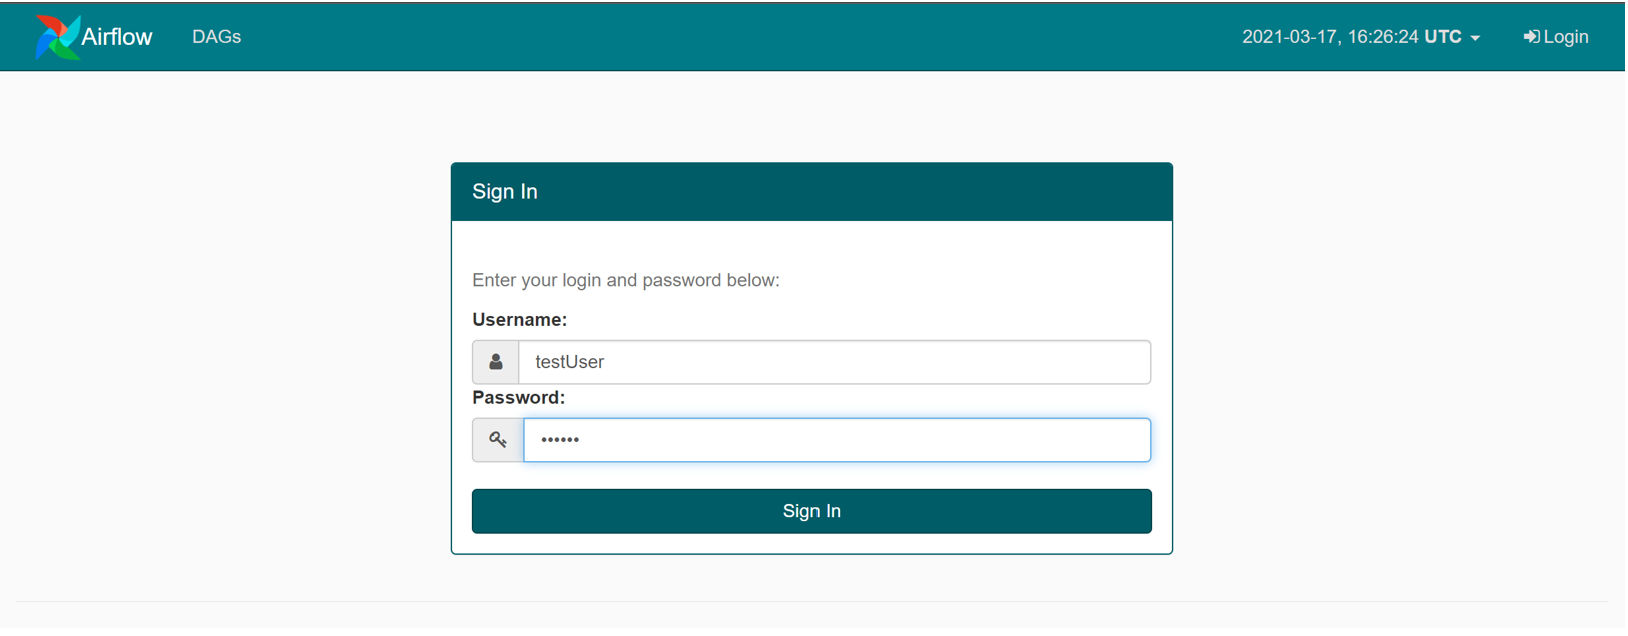 Airflow DAGs 2021-03-17, 16:26:24 UTC Login
Sign In
Enter your login and password below:
Username:
testUser
Password:
••••••
Sign In